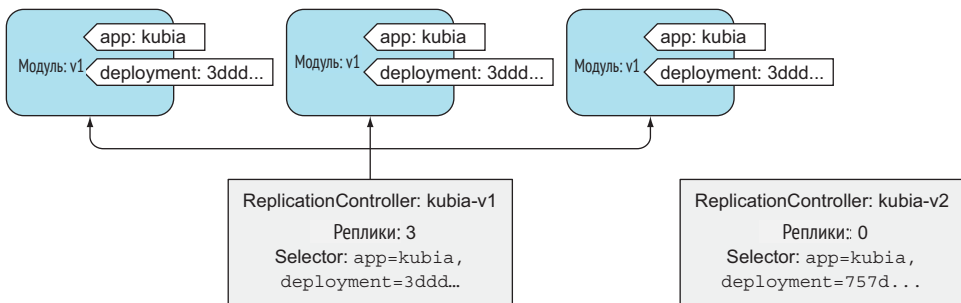 app: kubia
Модуль: v1
deployment: 3ddd...
app: kubia
Модуль: v1
deployment: 3ddd...
app: kubia
Модуль: v1
deployment: 3ddd...
ReplicationController: kubia-v1
Реплики: 3
Selector: app=kubia,
deployment=3ddd…
ReplicationController: kubia-v2
Реплики: 0
Selector: app=kubia,
deployment=757d...